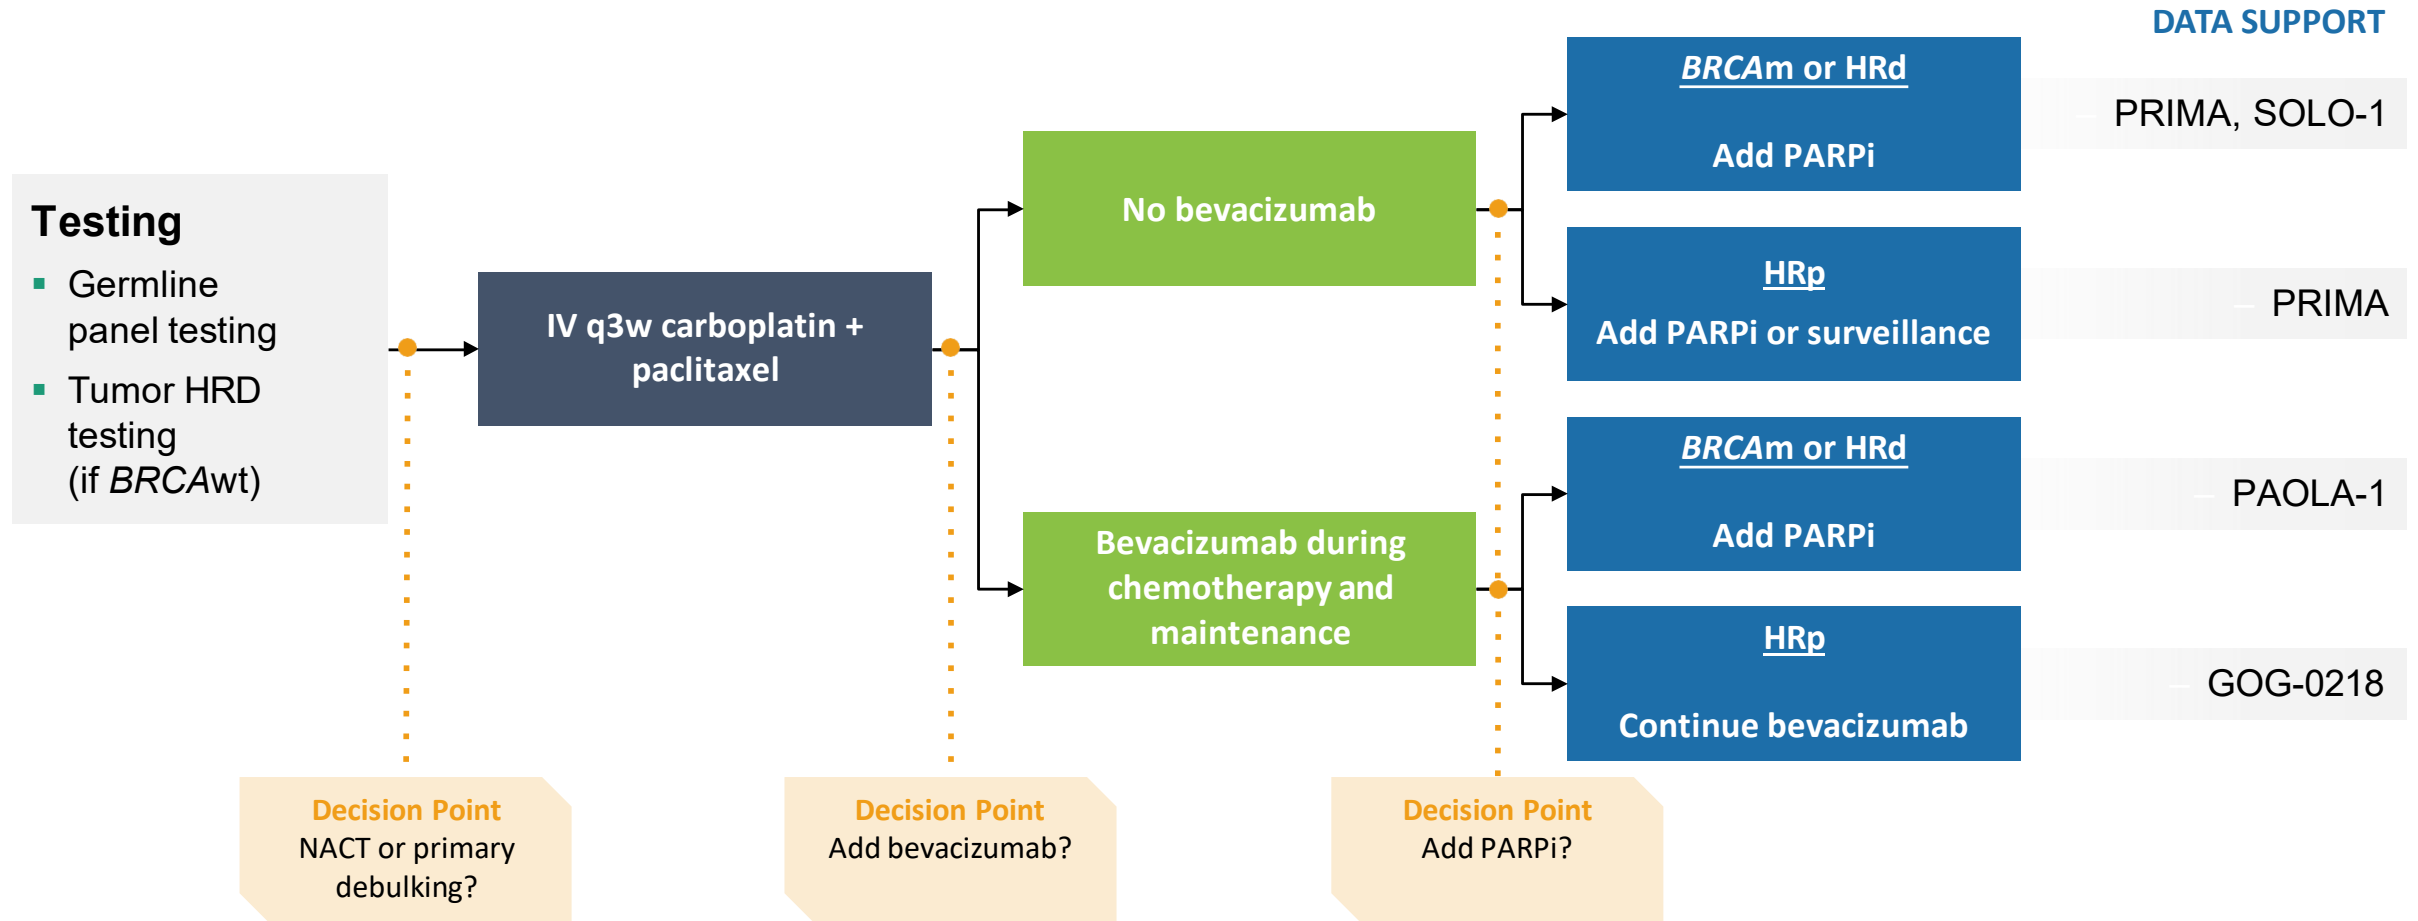 DATA SUPPORT
Testing
▪ Germline
panel testing
▪ Tumor HRD
testing
(if BRCAwt)
IV q3w carboplatin +
paclitaxel
No bevacizumab
Bevacizumab during
chemotherapy and
maintenance
BRCAm or HRd
Add PARPi
– PRIMA, SOLO-1
HRp
Add PARPi or surveillance
– PRIMA
BRCAm or HRd
Add PARPi
– PAOLA-1
HRp
Continue bevacizumab
– GOG-0218
Decision Point
NACT or primary
debulking?
Decision Point
Add bevacizumab?
Decision Point
Add PARPi?